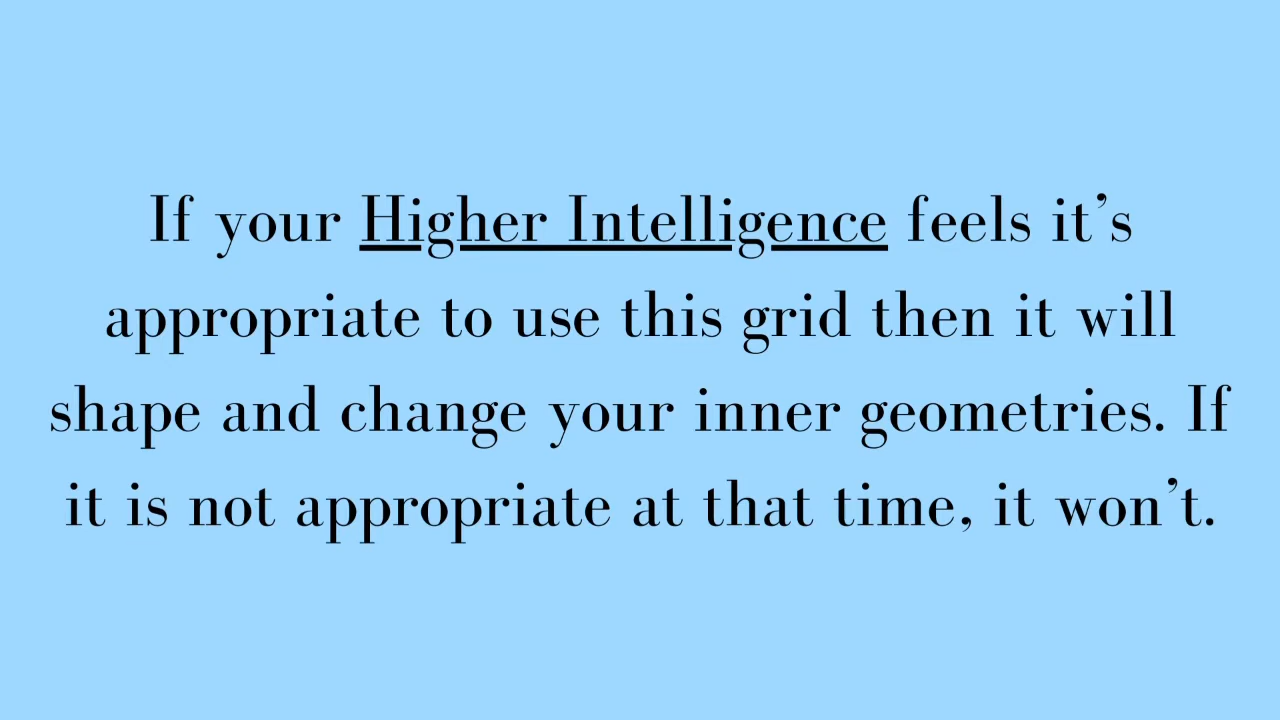 If your Higher Intelligence feels it’s
appropriate to use this grid then it will
shape and change your inner geometries. If
it is not appropriate at that time, it won’t.